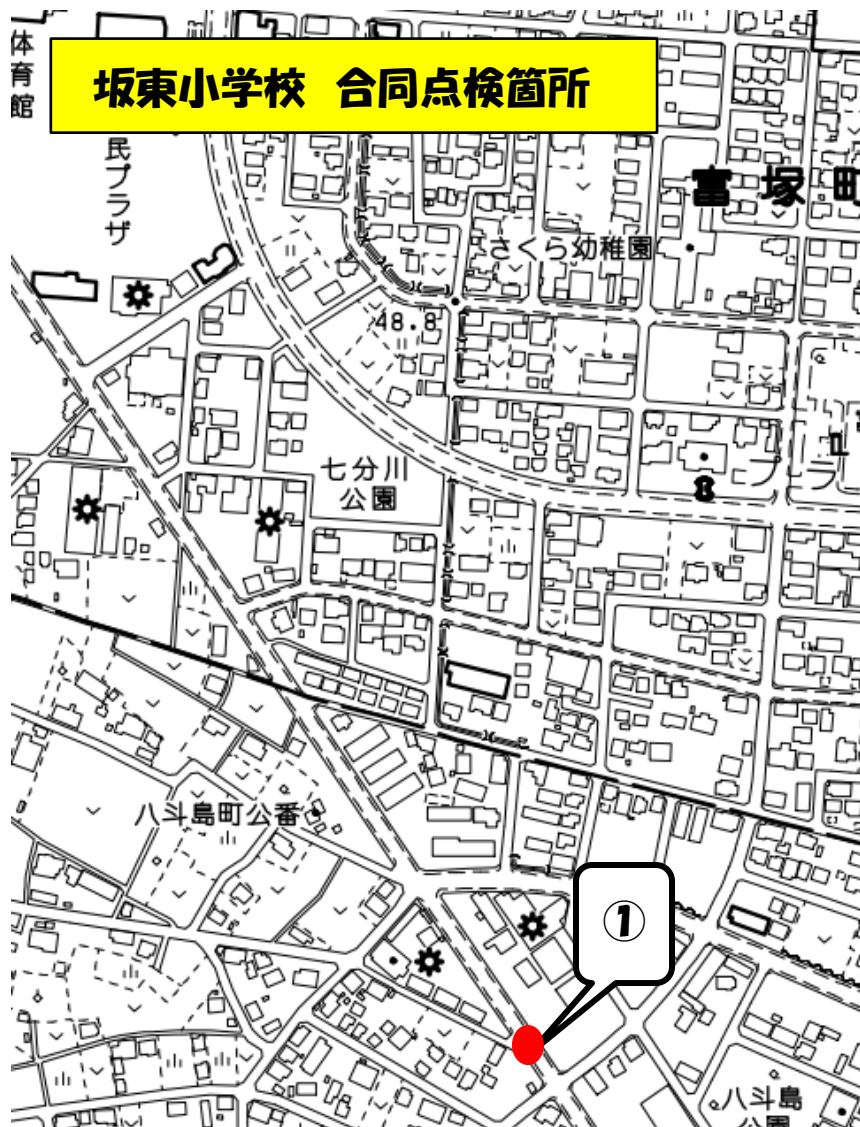 坂東小学校 合同点検箇所
体育館
民プラザ
富塚町
さくら幼稚園
48.8
七分川
公園
プラ
八斗島町公番
①
八斗島
公園